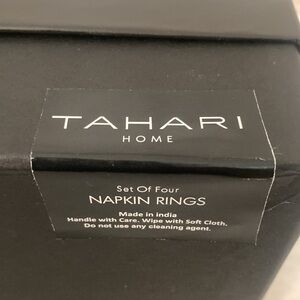 TAHARI
HOME
Set Of Four
NAPKIN RINGS
Made in India
Handle with Care. Wipe with Soft Cloth.
Do not use any cleaning agent.